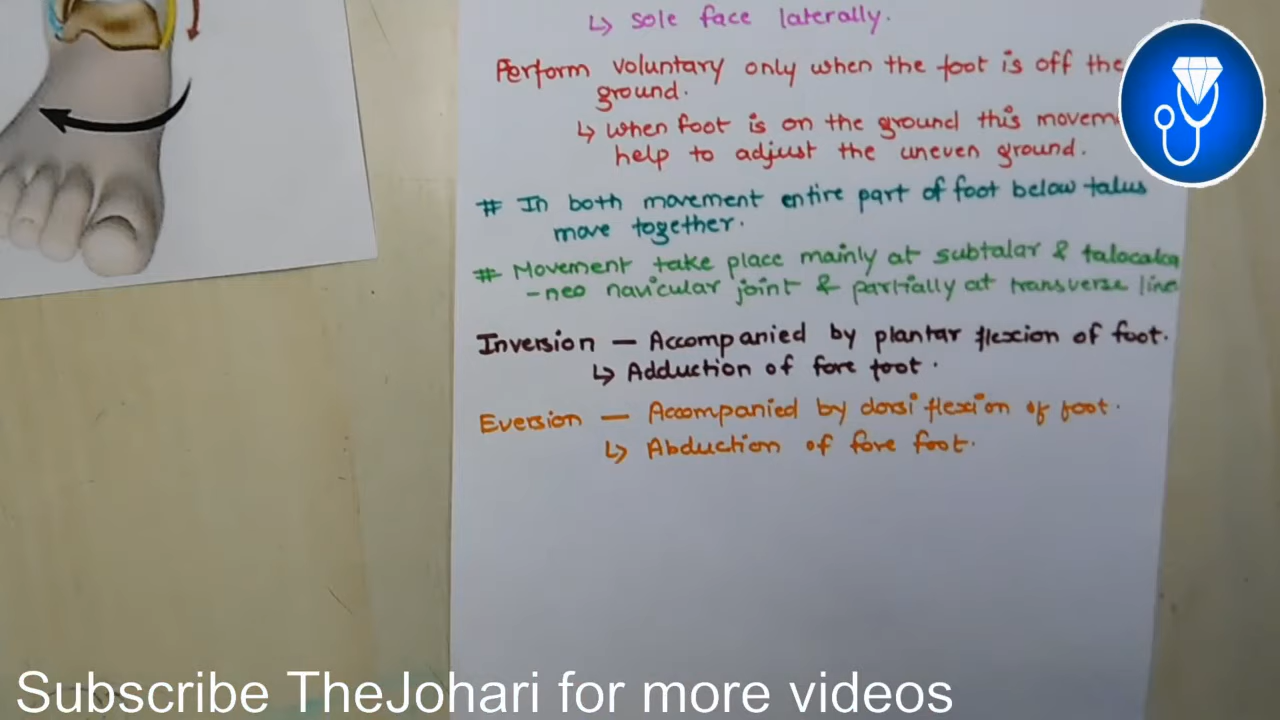 ↳ sole face laterally.
Perform voluntary only when the foot is off the
ground.
↳ when foot is on the ground this
help to adjust the uneven ground.
# In both movement entire part of foot below talus
move together.
# Movement take place mainly at subtalar & talocalca
-neo navicular joint & partially at transverse
Inversion — Accompanied by plantar flexion of foot.
↳ Adduction of fore foot.
Eversion — Accompanied by dorsi flexion of foot.
↳ Abduction of fore foot.
Subscribe TheJohari for more videos